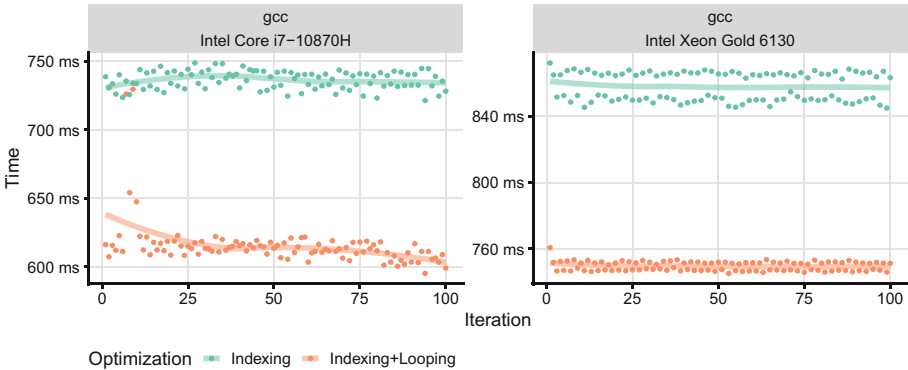 gcc
Intel Core i7−10870H
gcc
Intel Xeon Gold 6130
Time
750 ms
700 ms
650 ms
600 ms
840 ms
800 ms
760 ms
0 25 50 75 100
0 25 50 75 100
Iteration
Optimization Indexing Indexing+Looping